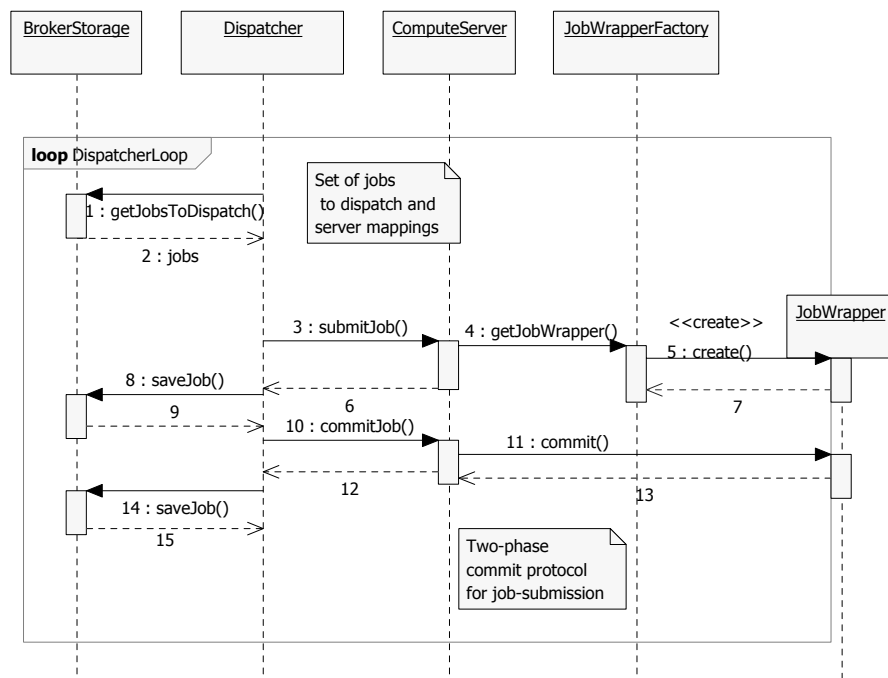 BrokerStorage
Dispatcher
ComputeServer
JobWrapperFactory
loop DispatcherLoop
Set of jobs
to dispatch and
server mappings
1 : getJobsToDispatch()
2 : jobs
JobWrapper
<<create>>
3 : submitJob()
4 : getJobWrapper()
5 : create()
8 : saveJob()
6
7
9
10 : commitJob()
11 : commit()
12
13
14 : saveJob()
15
Two-phase
commit protocol
for job-submission